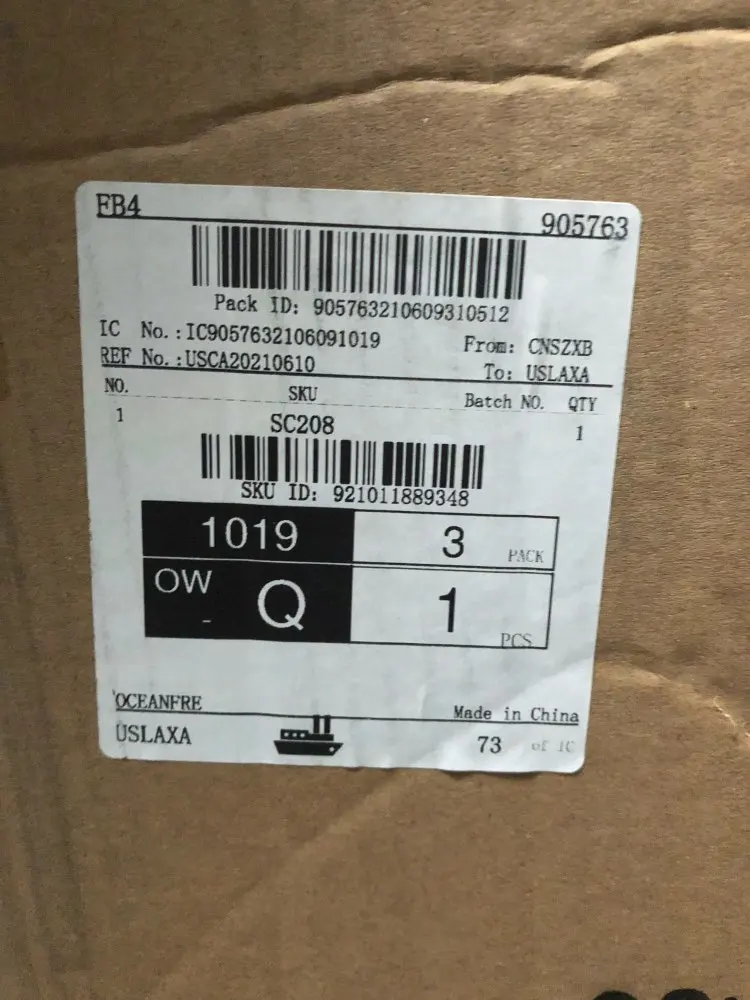 FB4 905763
Pack ID: 905763210609310512
IC No.:IC9057632106091019 From: CNSZXB
REF No.:USCA20210610 To: USLAXA
NO. SKU Batch NO. QTY
1 SC208 1
SKU ID: 921011889348
1019 3 PACK
OW - Q 1 PCS
OCEANFRE Made in China
USLAXA 73 of IC